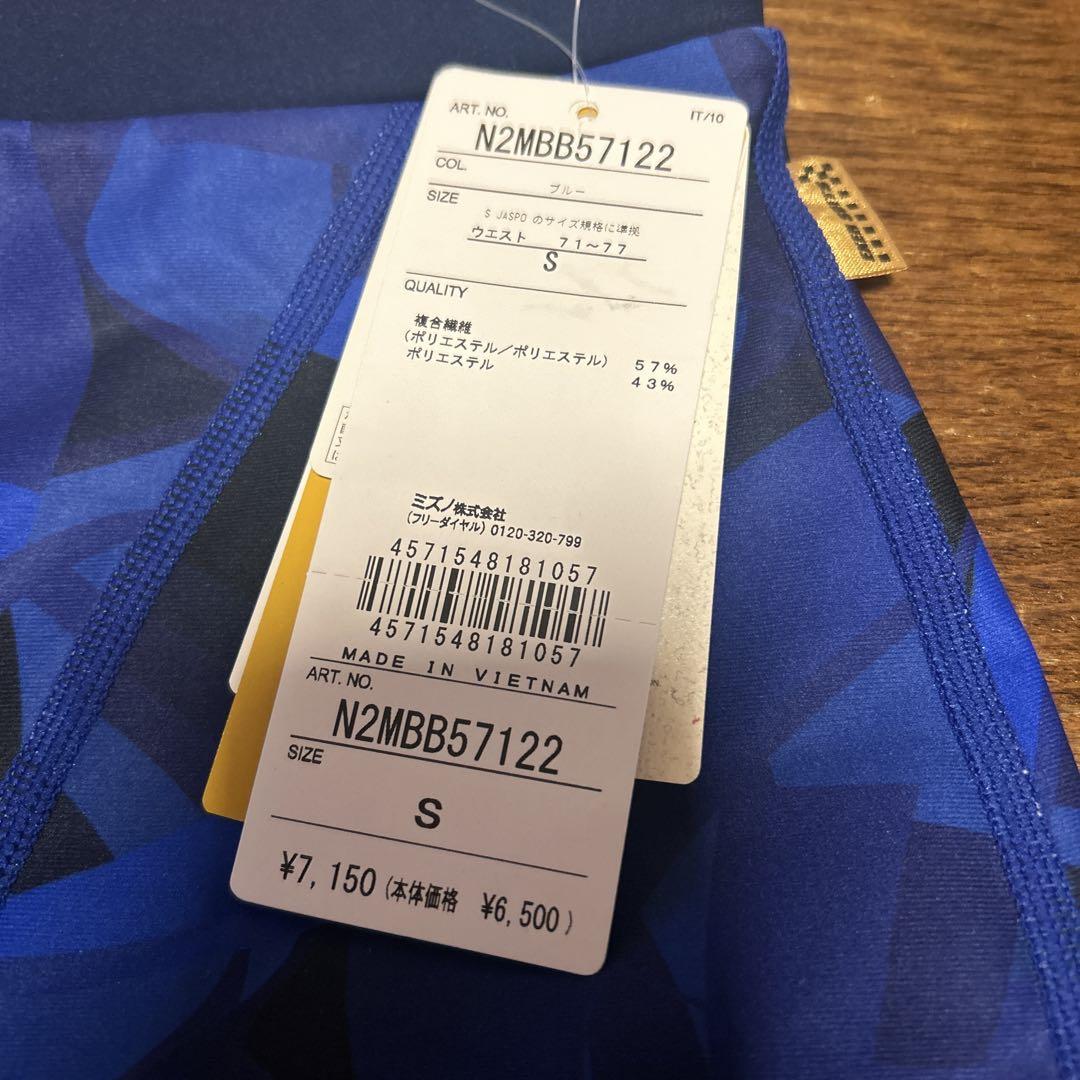 ART. NO.
IT/10
N2MBB57122
COL.
ブルー
SIZE
S JASPO のサイズ規格に準拠
ウエスト 71~77
S
QUALITY
複合繊維
(ポリエステル/ポリエステル) 57%
ポリエステル 43%
ミズノ株式会社
(フリーダイヤル) 0120-320-799
4571548181057
4571548181057
MADE IN VIETNAM
ART. NO.
N2MBB57122
SIZE
S
¥7,150 (本体価格 ¥6,500)